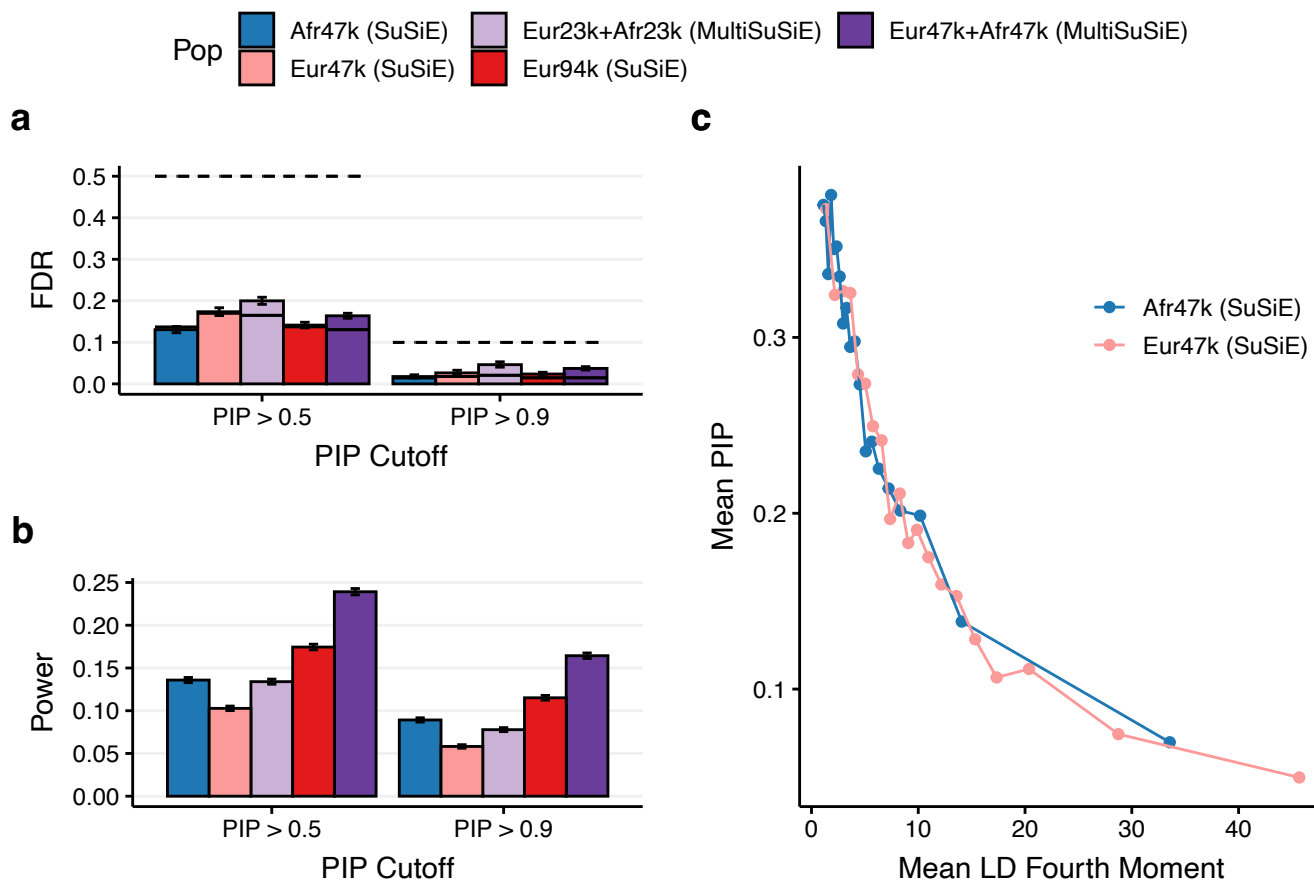 Pop
Afr47k (SuSiE)
Eur23k+Afr23k (MultiSuSiE)
Eur47k+Afr47k (MultiSuSiE)
Eur47k (SuSiE)
Eur94k (SuSiE)
a
FDR
0.5
0.4
0.3
0.2
0.1
0.0
PIP > 0.5
PIP > 0.9
PIP Cutoff
b
Power
0.25
0.20
0.15
0.10
0.05
0.00
PIP > 0.5
PIP > 0.9
PIP Cutoff
c
Mean PIP
0.3
0.2
0.1
Afr47k (SuSiE)
Eur47k (SuSiE)
0
10
20
30
40
Mean LD Fourth Moment